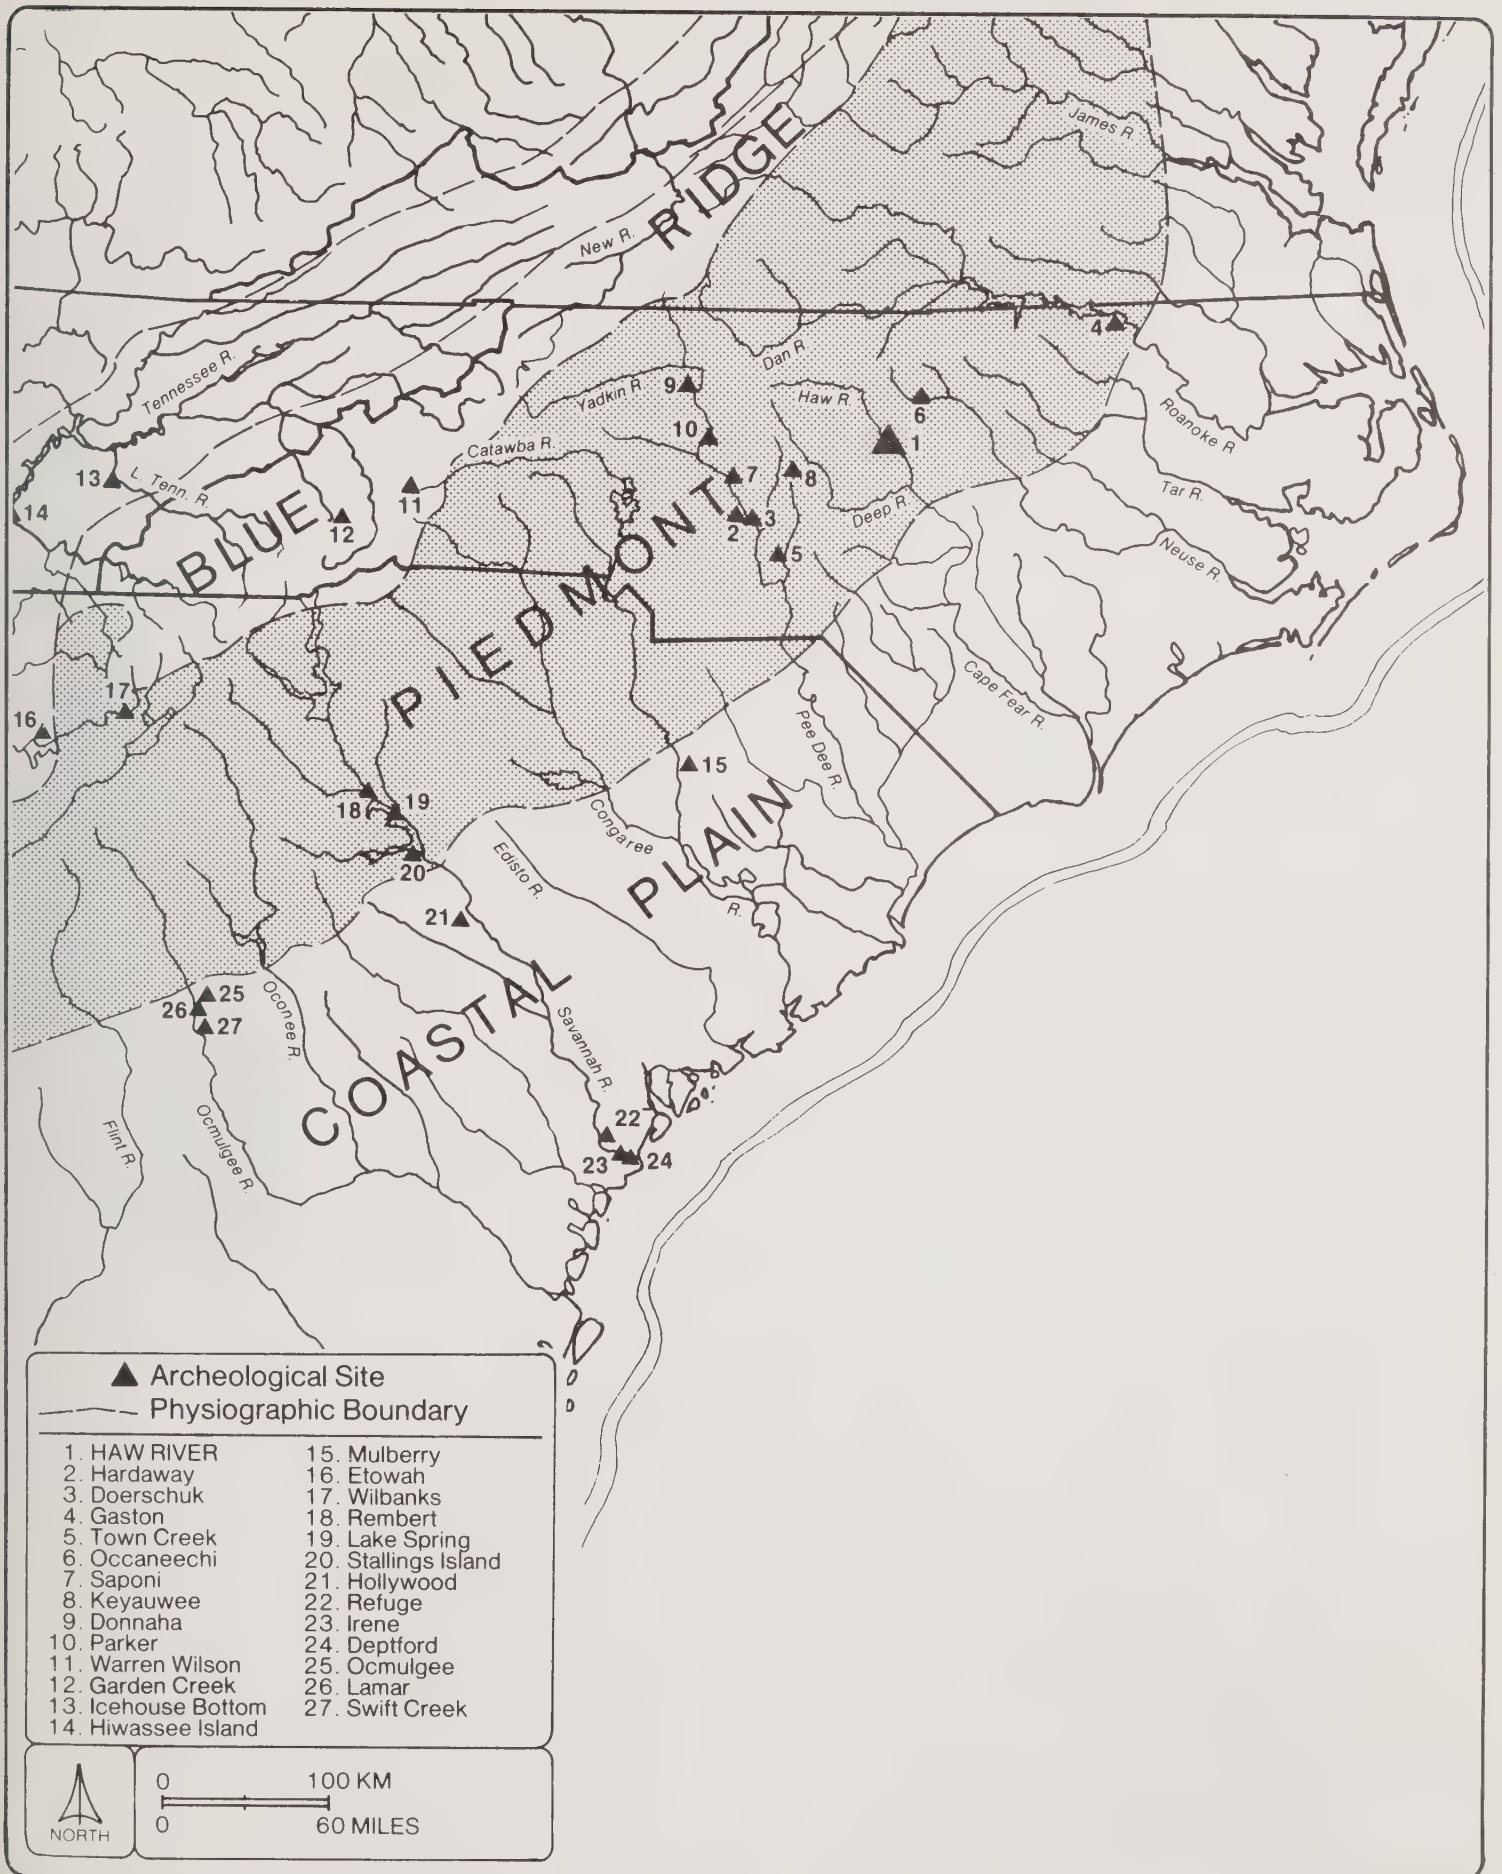 James R.
RIDGE
New R.
4
Dan R.
Tennessee R.
9
Yadkin R.
Haw R.
6
Roanoke R
10
1
Catawba R.
13
L. Tenn. R.
7
8
11
Tar R.
14
12
2
3
Deep R.
BLUE
5
Neuse R.
PIEDMONT
17
Cape Fear R.
16
Pee Dee R.
15
18
19
Congaree
R.
20
Edisto R.
PLAIN
21
COASTAL
25
26
27
Oconee R.
Savannah R.
Flint R.
Ocmulgee R.
22
23
24
Archeological Site
Physiographic Boundary
1. HAW RIVER
2. Hardaway
3. Doerschuk
4. Gaston
5. Town Creek
6. Occaneechi
7. Saponi
8. Keyauwee
9. Donnaha
10. Parker
11. Warren Wilson
12. Garden Creek
13. Icehouse Bottom
14. Hiwassee Island
15. Mulberry
16. Etowah
17. Wilbanks
18. Rembert
19. Lake Spring
20. Stallings Island
21. Hollywood
22. Refuge
23. Irene
24. Deptford
25. Ocmulgee
26. Lamar
27. Swift Creek
NORTH
0 100 KM
0 60 MILES